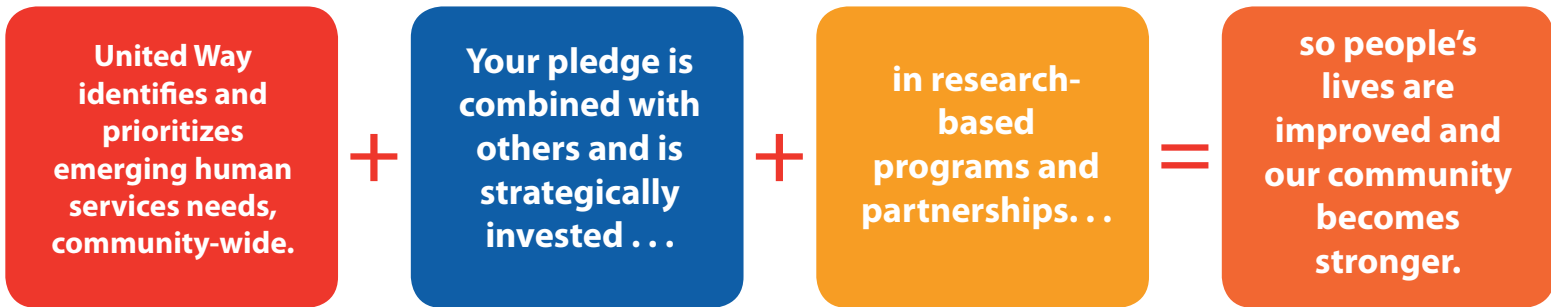 United Way
identifies and
prioritizes
emerging human
services needs,
community-wide.
+
Your pledge is
combined with
others and is
strategically
invested . . .
+
in research-
based
programs and
partnerships. . .
=
so people’s
lives are
improved and
our community
becomes
stronger.